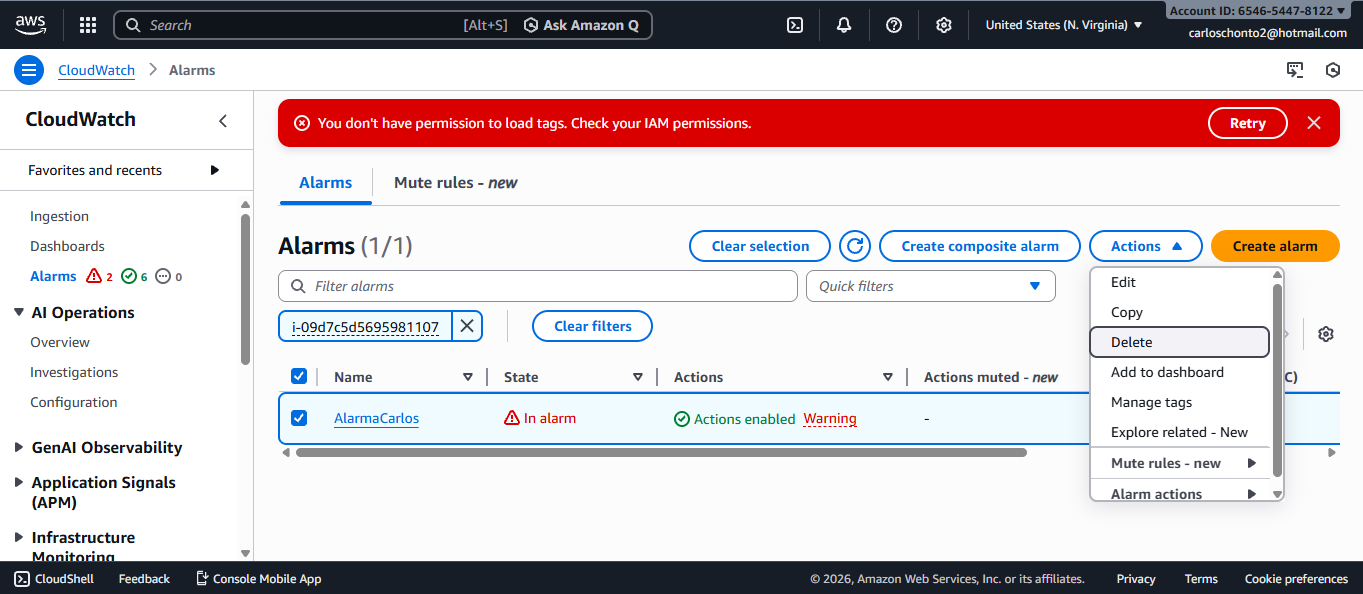 aws
Search [Alt+S] Ask Amazon Q
United States (N. Virginia)
Account ID: 6546-5447-8122
carloschonto2@hotmail.com
CloudWatch Alarms
CloudWatch
Favorites and recents
Ingestion
Dashboards
Alarms 2 6 0
AI Operations
Overview
Investigations
Configuration
GenAI Observability
Application Signals
(APM)
Infrastructure
Monitoring
You don't have permission to load tags. Check your IAM permissions.
Retry
Alarms
Mute rules - new
Alarms (1/1)
Clear selection
Create composite alarm
Actions
Create alarm
Filter alarms
Quick filters
i-09d7c5d5695981107
Clear filters
Edit
Copy
Delete
Add to dashboard
Manage tags
Explore related - New
Mute rules - new
Alarm actions
Name State Actions Actions muted - new C)
AlarmaCarlos In alarm Actions enabled Warning -
CloudShell Feedback Console Mobile App
© 2026, Amazon Web Services, Inc. or its affiliates. Privacy Terms Cookie preferences